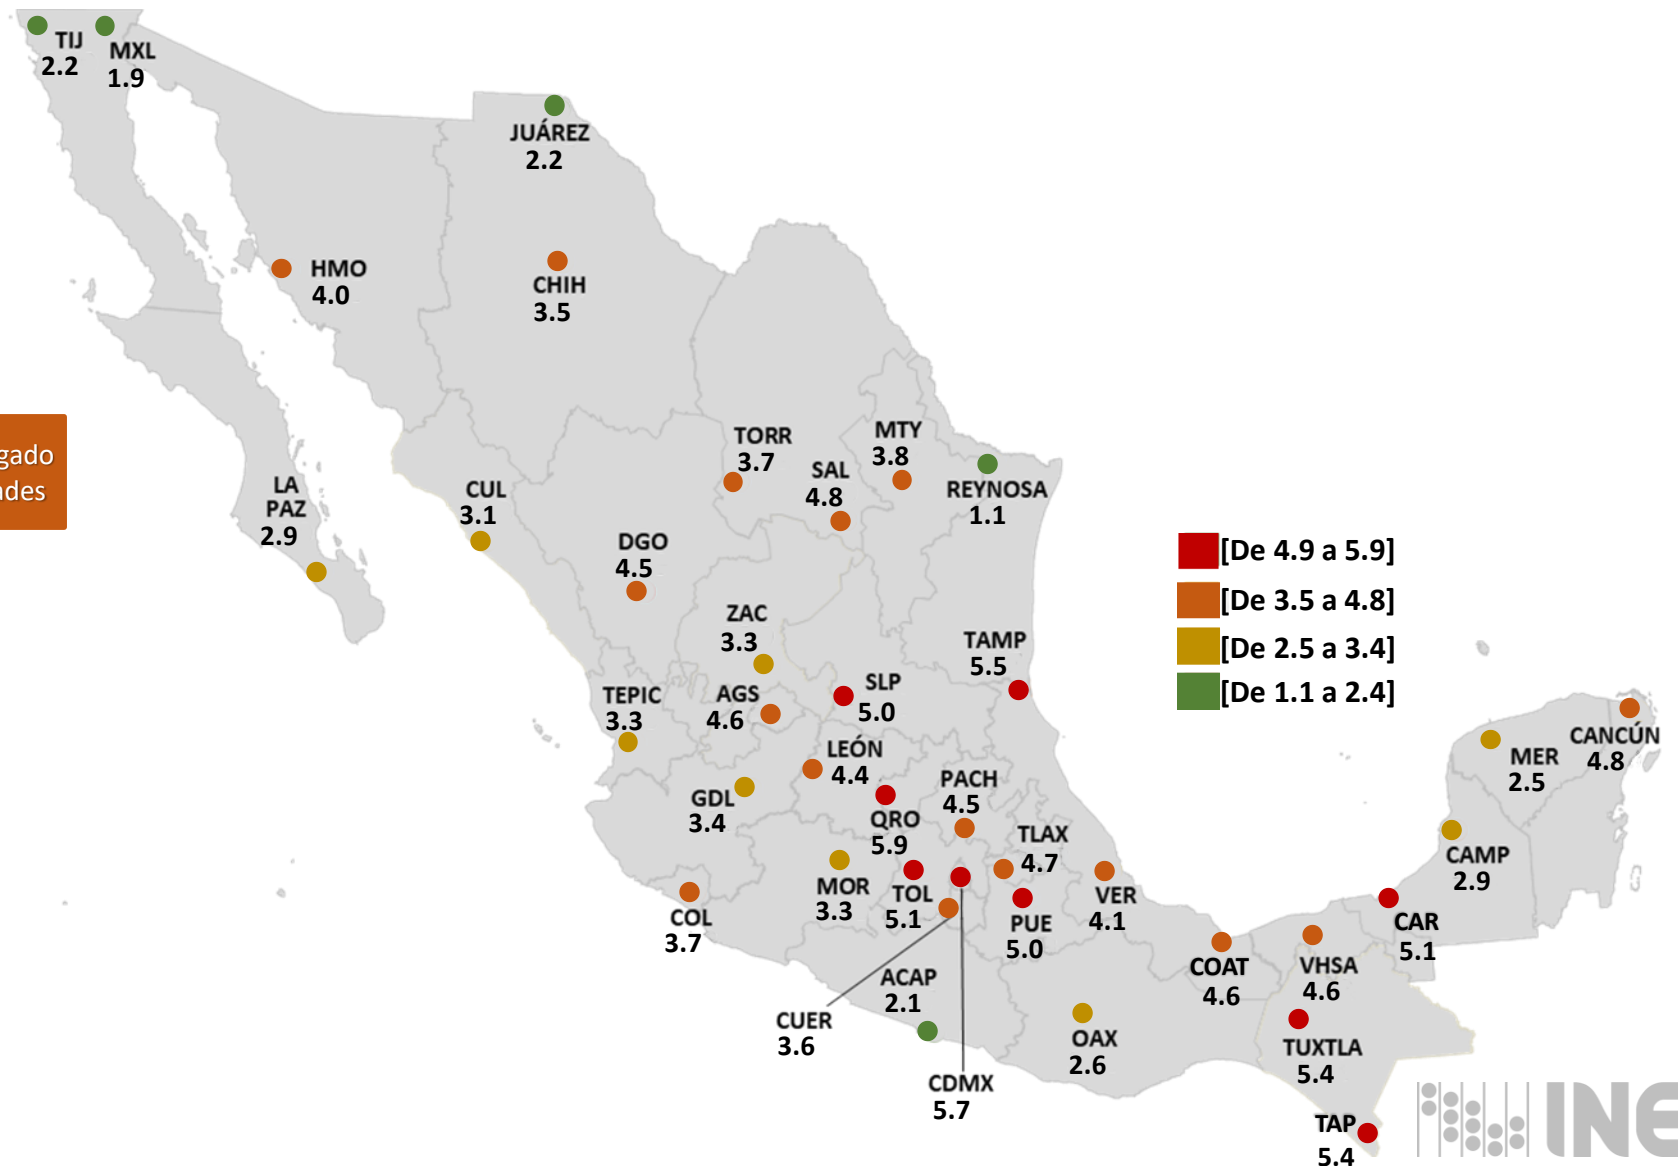 TIJ
2.2
MXL
1.9
JUÁREZ
2.2
HMO
4.0
CHIH
3.5
LA
PAZ
2.9
CUL
3.1
TORR
3.7
SAL
4.8
MTY
3.8
REYNOSA
1.1
DGO
4.5
ZAC
3.3
TAMP
5.5
[De 4.9 a 5.9]
[De 3.5 a 4.8]
[De 2.5 a 3.4]
[De 1.1 a 2.4]
TEPIC
3.3
AGS
4.6
SLP
5.0
LEÓN
4.4
GDL
3.4
QRO
5.9
PACH
4.5
TLAX
4.7
MOR
3.3
TOL
5.1
COL
3.7
PUE
5.0
VER
4.1
ACAP
2.1
CUER
3.6
CDMX
5.7
OAX
2.6
COAT
4.6
VHSA
4.6
CAR
5.1
CAMP
2.9
MER
2.5
CANCÚN
4.8
TUXTLA
5.4
TAP
5.4